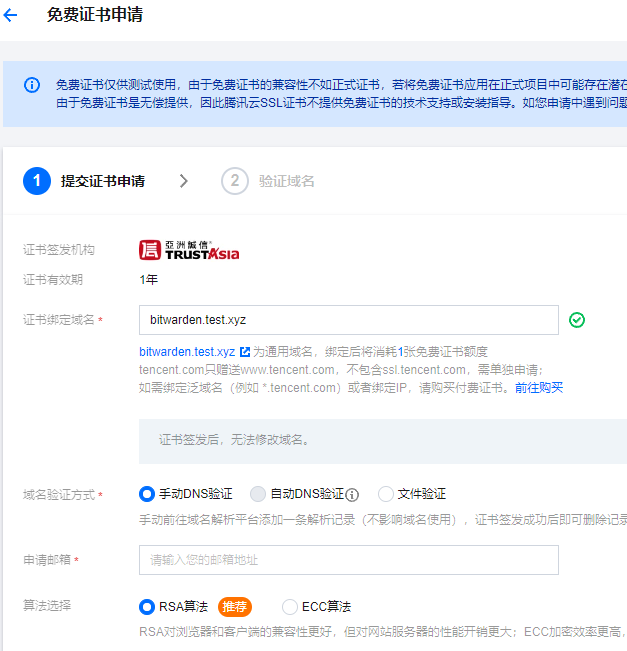 免费证书申请
免费证书仅供测试使用，由于免费证书的兼容性不如正式证书，若将免费证书应用在正式项目中可能存在潜在
由于免费证书是无偿提供，因此腾讯云SSL证书不提供免费证书的技术支持或安装指导。如您申请中遇到问题
1 提交证书申请 2 验证域名
证书签发机构 亞洲誠信 TRUSTAsia
证书有效期 1年
证书绑定域名 * bitwarden.test.xyz
bitwarden.test.xyz 为通用域名，绑定后将消耗1张免费证书额度
tencent.com只赠送www.tencent.com，不包含ssl.tencent.com，需单独申请；
如需绑定泛域名（例如 *.tencent.com）或者绑定IP，请购买付费证书。前往购买
证书签发后，无法修改域名。
域名验证方式 * 手动DNS验证 自动DNS验证 文件验证
手动前往域名解析平台添加一条解析记录（不影响域名使用），证书签发成功后即可删除记录
申请邮箱 * 请输入您的邮箱地址
算法选择 RSA算法 推荐 ECC算法
RSA对浏览器和客户端的兼容性更好，但对网站服务器的性能开销更大；ECC加密效率更高，